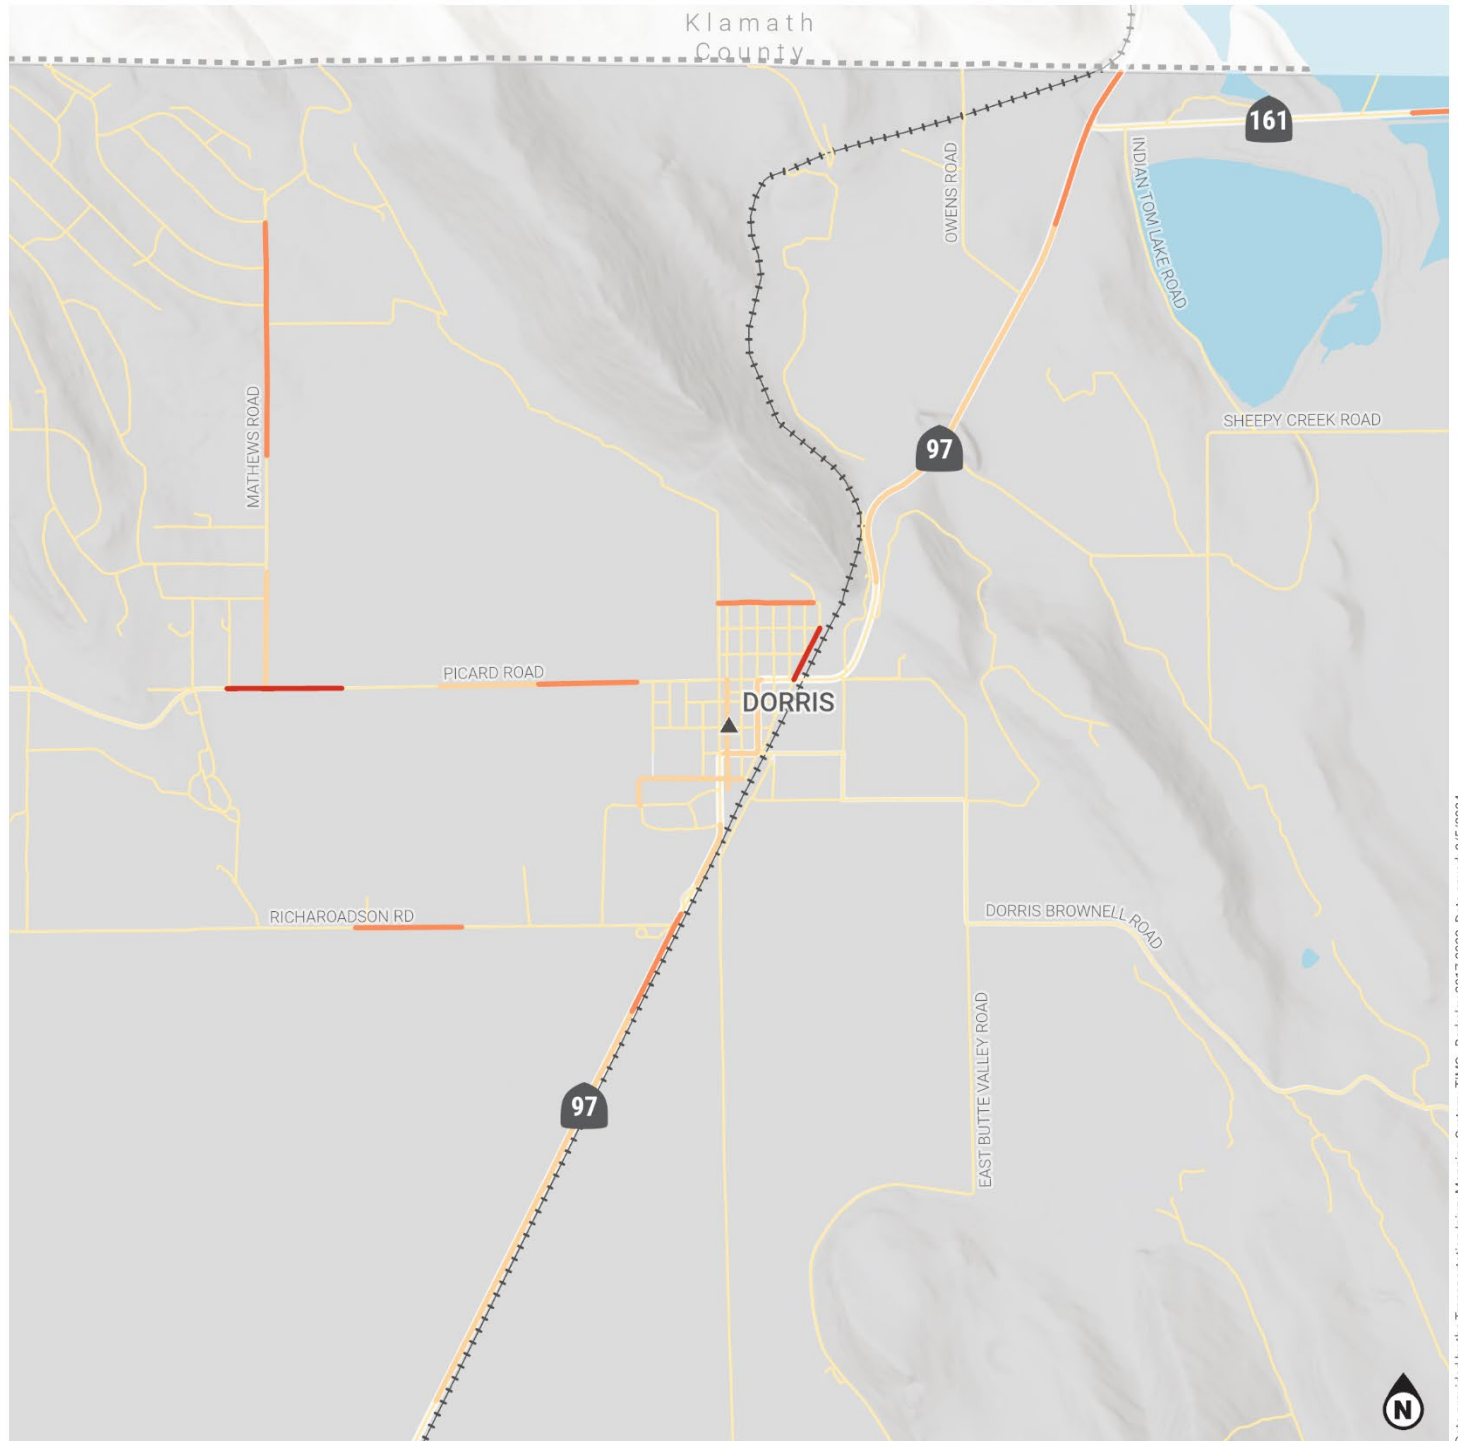 Klamath
County
161
INDIAN TOM LAKE ROAD
OWENS ROAD
MATHEWS ROAD
SHEEPY CREEK ROAD
97
PICARD ROAD
DORRIS
RICHAROADSON RD
DORRIS BROWNELL ROAD
EAST BUTTE VALLEY ROAD
97
N